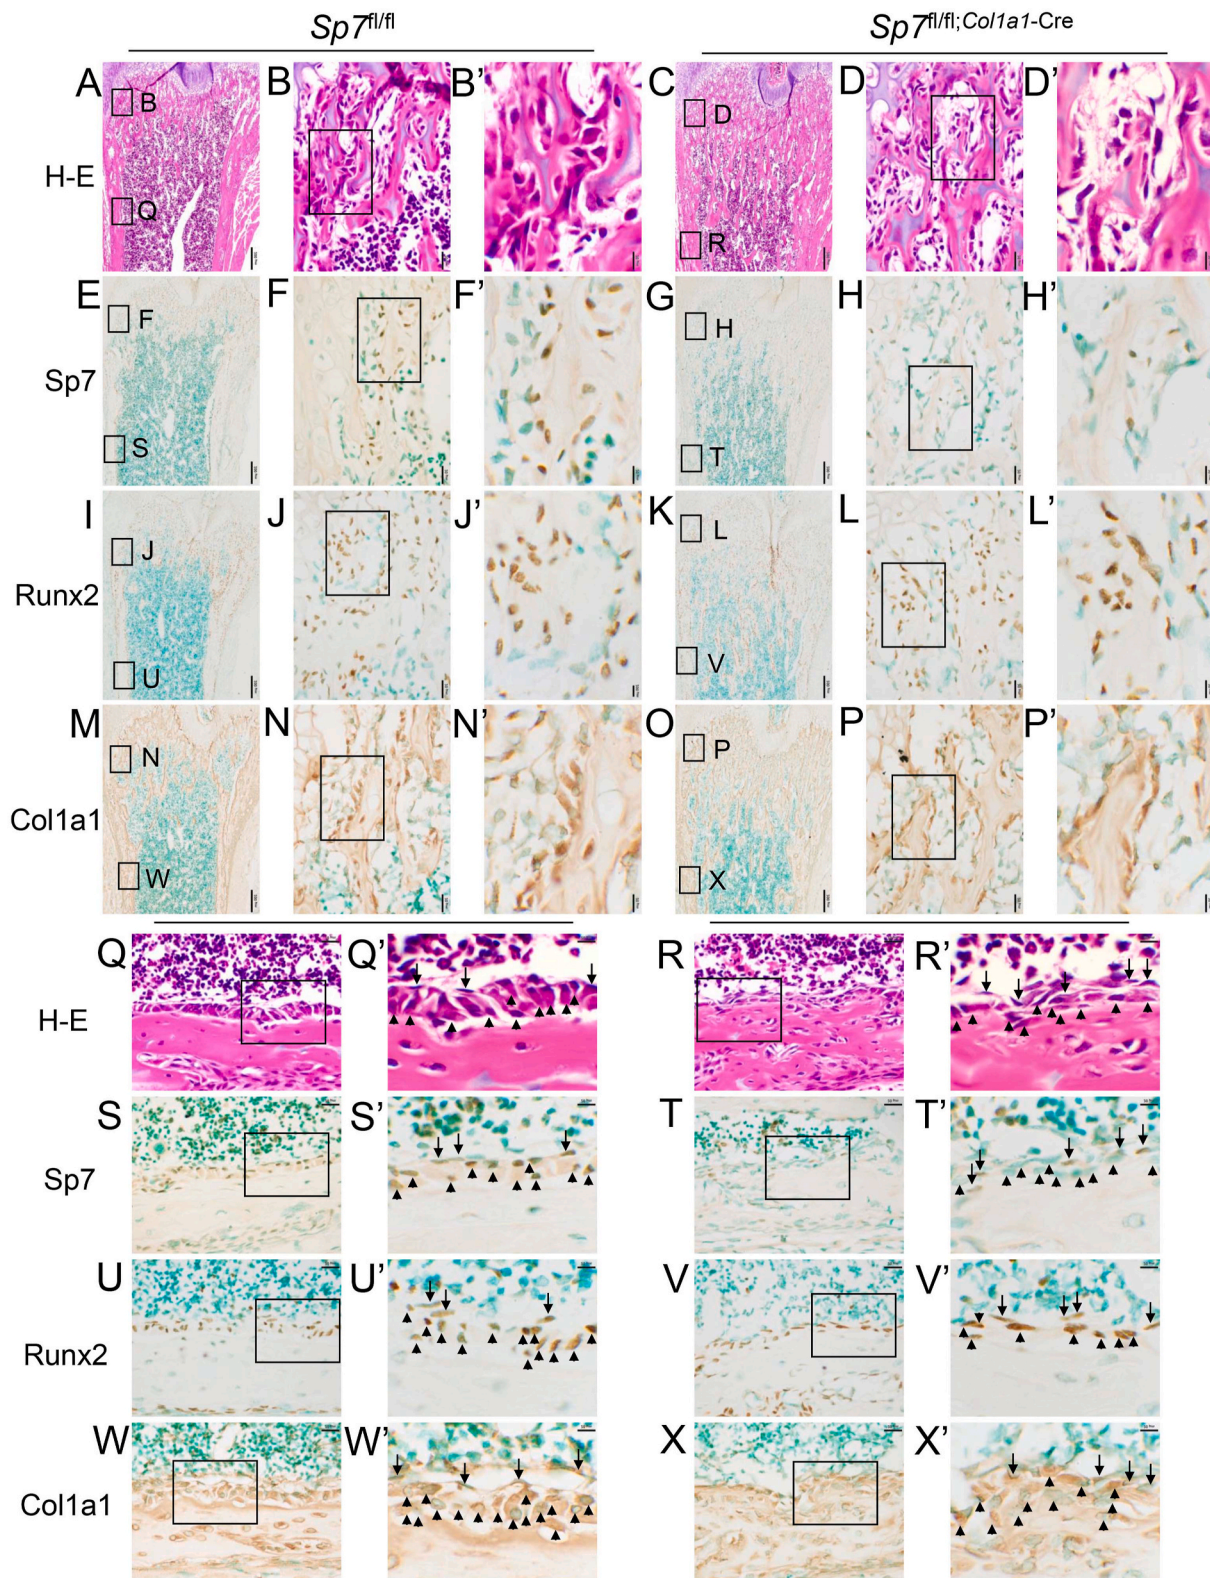 Sp7fl/fl
Sp7fl/fl;Col1a1-Cre
A B B B' C D D D'
H-E
Q R
E F F F' G H H H'
Sp7
S T
I J J J' K L L L'
Runx2
U V
M N N N' O P P P'
Col1a1
W X
Q Q' R R'
H-E
S S' T T'
Sp7
U U' V V'
Runx2
W W' X X'
Col1a1